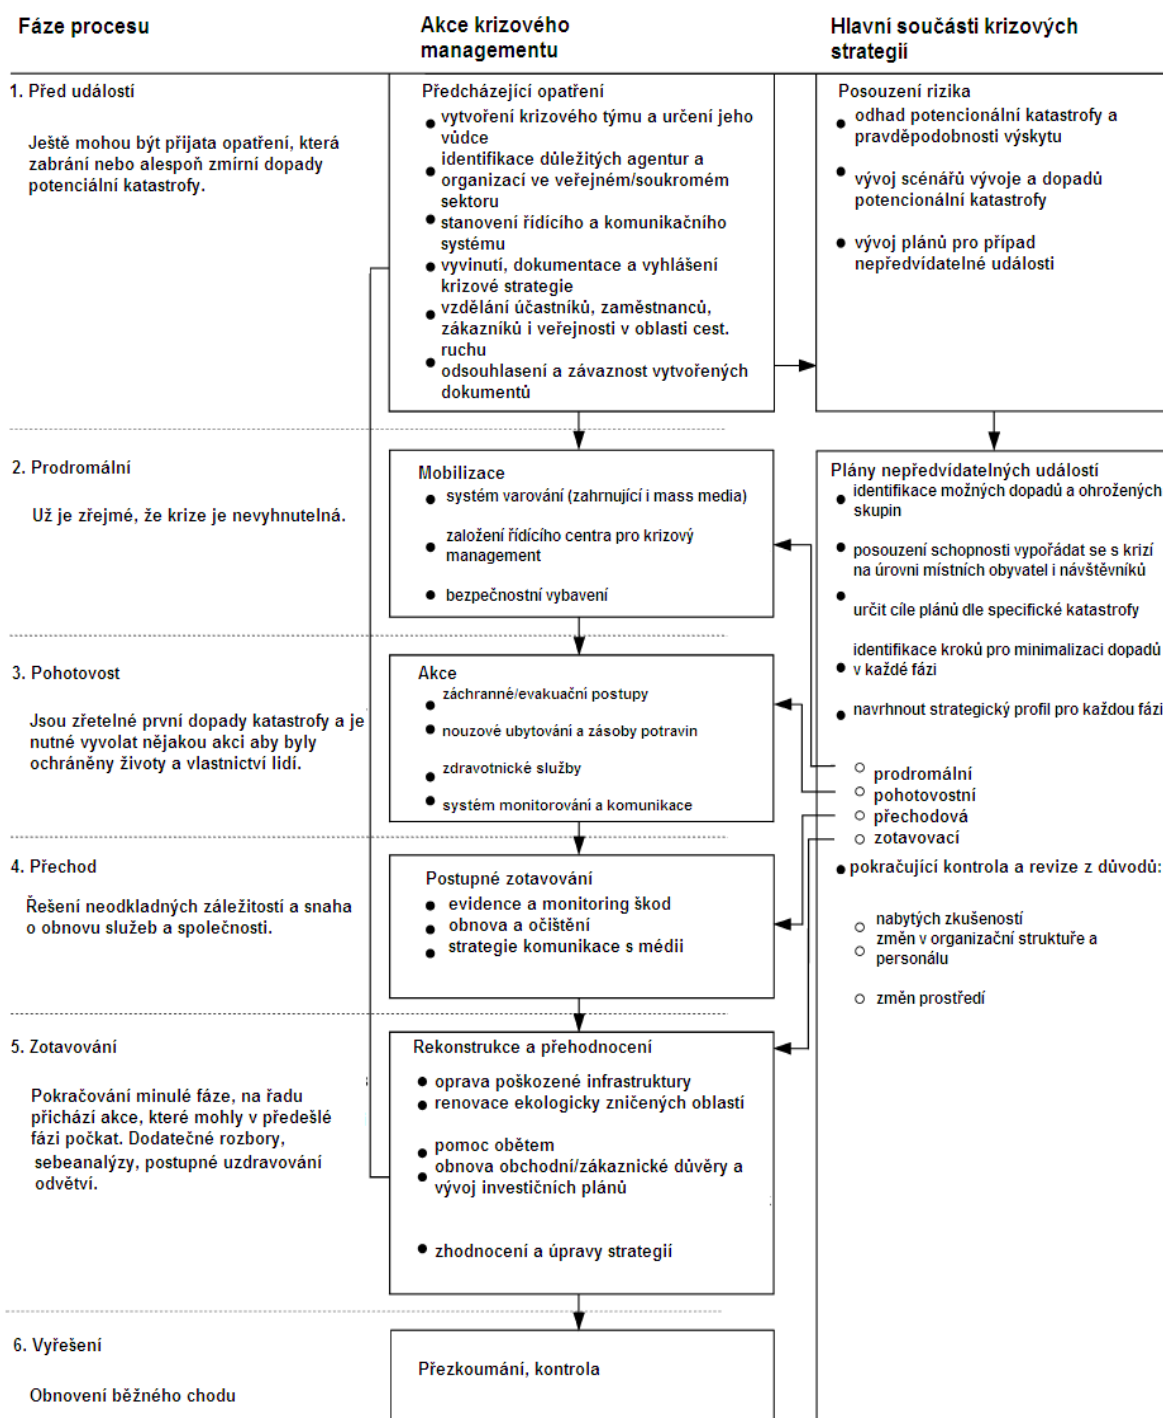 Fáze procesu
Akce krizového
managementu
Hlavní součásti krizových
strategií
1. Před událostí
Ještě mohou být přijata opatření, která
zabrání nebo alespoň zmírní dopady
potenciální katastrofy.
Předcházející opatření
vytvoření krizového týmu a určení jeho
vůdce
identifikace důležitých agentur a
organizací ve veřejném/soukromém
sektoru
stanovení řídícího a komunikačního
systému
vyvinutí, dokumentace a vyhlášení
krizové strategie
vzdělání účastníků, zaměstnanců,
zákazníků i veřejnosti v oblasti cest.
ruchu
odsouhlasení a závaznost vytvořených
dokumentů
Posouzení rizika
odhad potencionální katastrofy a
pravděpodobnosti výskytu
vývoj scénářů vývoje a dopadů
potencionální katastrofy
vývoj plánů pro případ
nepředvídatelné události
2. Prodromální
Už je zřejmé, že krize je nevyhnutelná.
Mobilizace
systém varování (zahrnující i mass media)
založení řídícího centra pro krizový
management
bezpečnostní vybavení
Plány nepředvídatelných událostí
identifikace možných dopadů a ohrožených
skupin
posouzení schopnosti vypořádat se s krizí
na úrovni místních obyvatel i návštěvníků
určit cíle plánů dle specifické katastrofy
identifikace kroků pro minimalizaci dopadů
v každé fázi
navrhnout strategický profil pro každou fázi
prodromální
pohotovostní
přechodová
zotavovací
pokračující kontrola a revize z důvodů:
nabytých zkušeností
změn v organizační struktuře a
personálu
změn prostředí
3. Pohotovost
Jsou zřetelné první dopady katastrofy a je
nutné vyvolat nějakou akci aby byly
ochráněny životy a vlastnictví lidí.
Akce
záchranné/evakuační postupy
nouzové ubytování a zásoby potravin
zdravotnické služby
systém monitorování a komunikace
4. Přechod
Řešení neodkladných záležitostí a snaha
o obnovu služeb a společnosti.
Postupné zotavování
evidence a monitoring škod
obnova a očištění
strategie komunikace s médii
5. Zotavování
Pokračování minulé fáze, na řadu
přichází akce, které mohly v předešlé
fázi počkat. Dodatečné rozbory,
sebeanalýzy, postupné uzdravování
odvětví.
Rekonstrukce a přehodnocení
oprava poškozené infrastruktury
renovace ekologicky zničených oblastí
pomoc obětem
obnova obchodní/zákaznické důvěry a
vývoj investičních plánů
zhodnocení a úpravy strategií
6. Vyřešení
Obnovení běžného chodu
Přezkoumání, kontrola